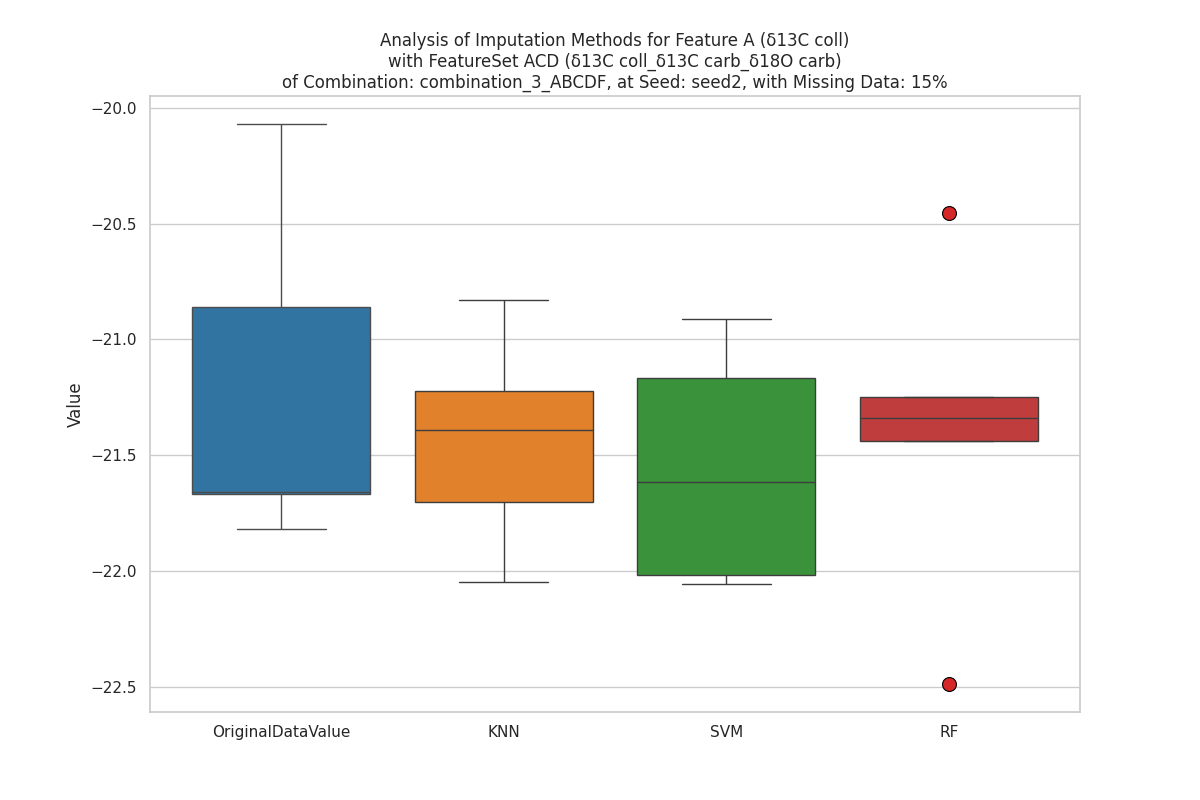 Analysis of Imputation Methods for Feature A (δ13C coll)
with FeatureSet ACD (δ13C coll_δ13C carb_δ18O carb)
of Combination: combination_3_ABCDF, at Seed: seed2, with Missing Data: 15%
−20.0
−20.5
−21.0
−21.5
−22.0
−22.5
Value
OriginalDataValue
KNN
SVM
RF